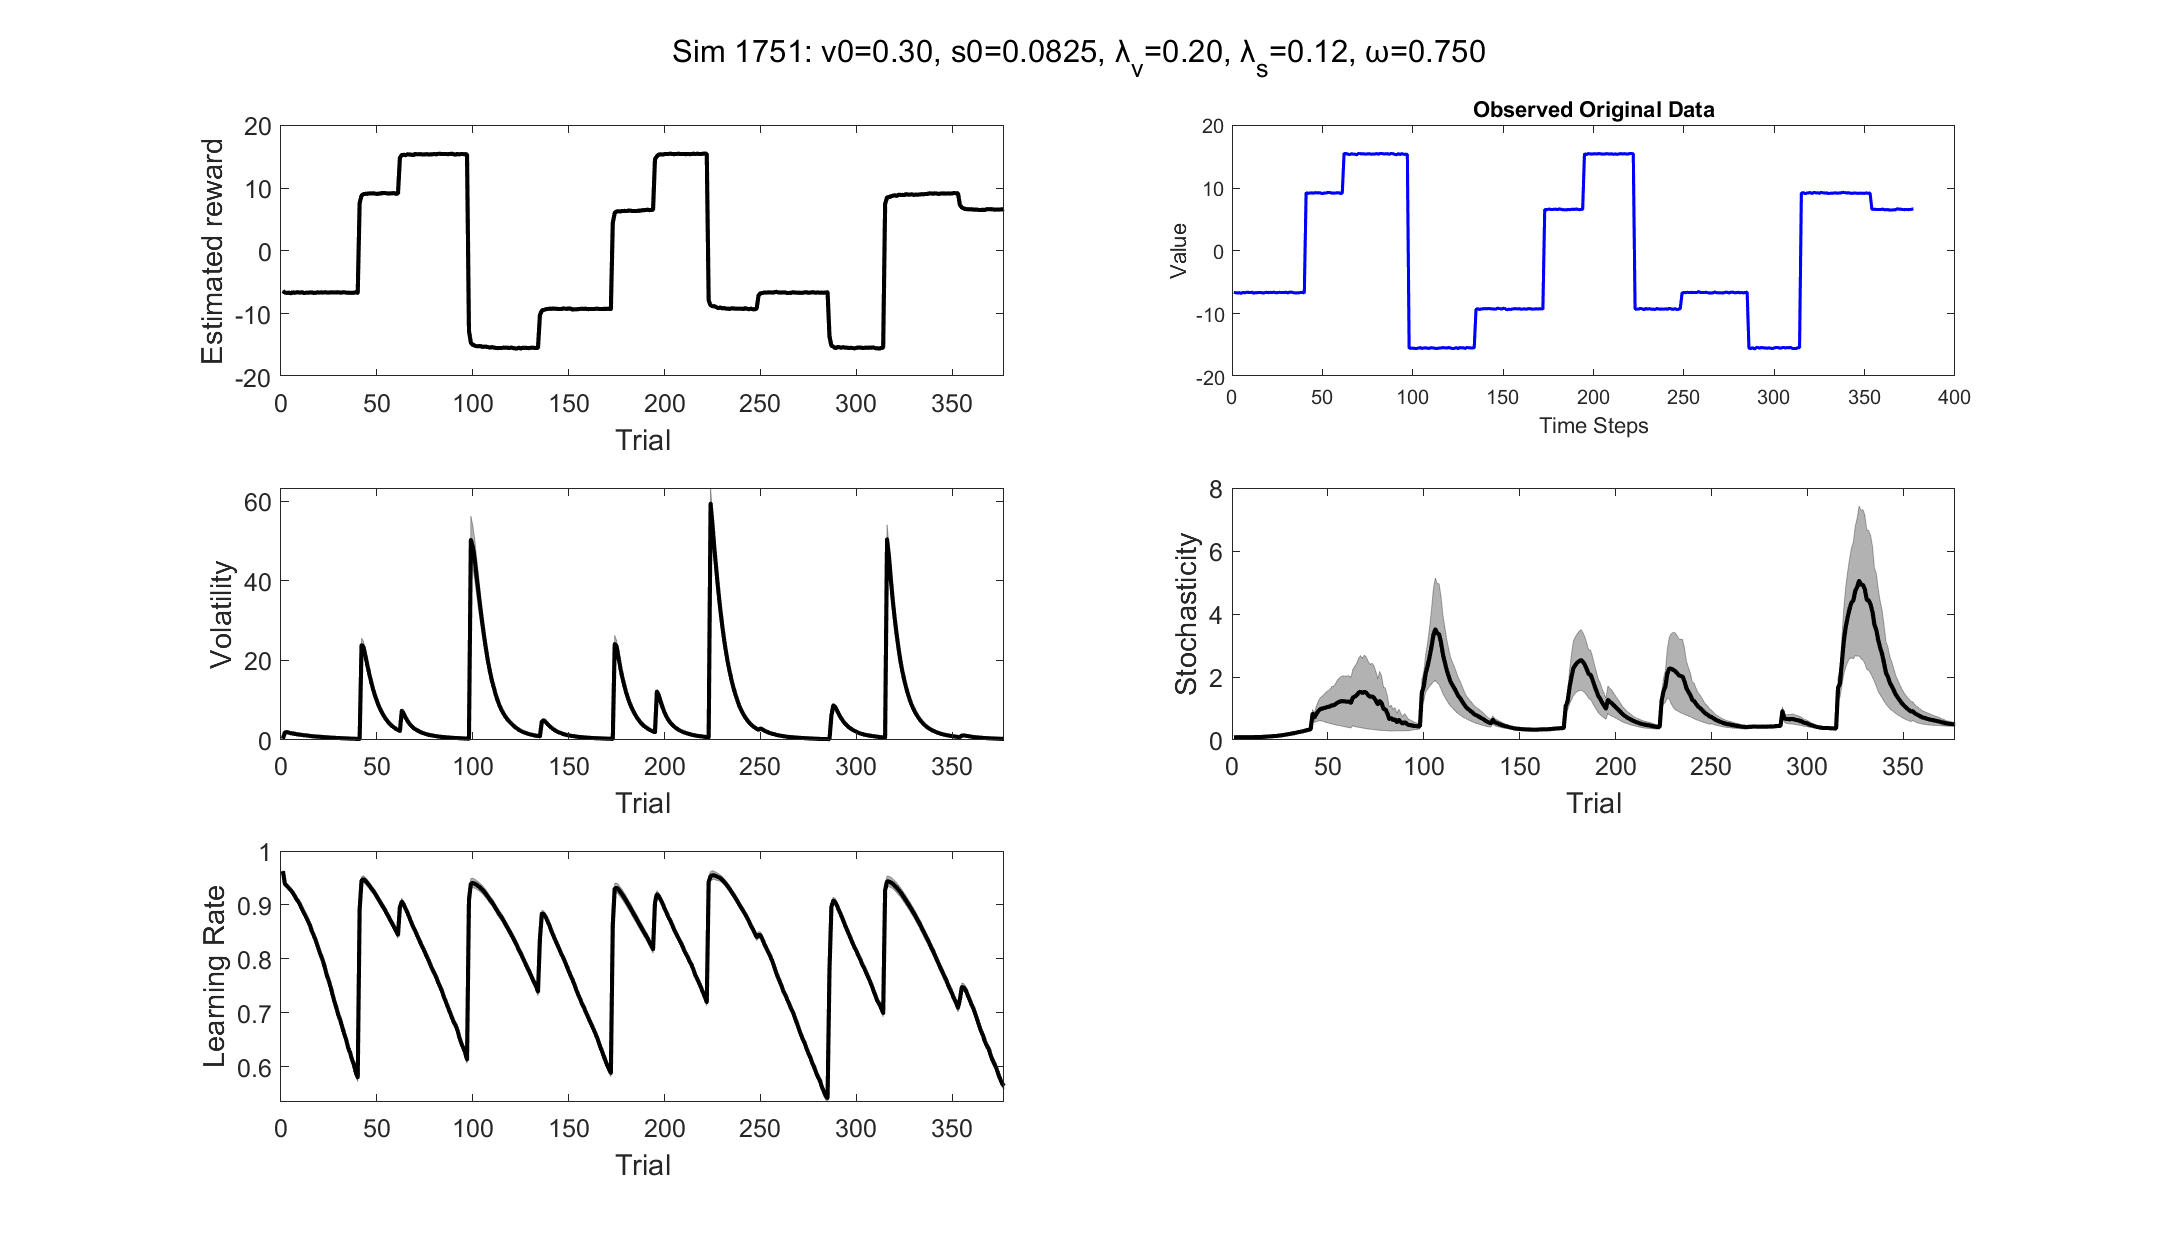 Sim 1751: v0=0.30, s0=0.0825, λv=0.20, λs=0.12, ω=0.750
Estimated reward
20
10
0
-10
-20
0 50 100 150 200 250 300 350
Trial
Observed Original Data
Value
20
10
0
-10
-20
0 50 100 150 200 250 300 350 400
Time Steps
Volatility
60
40
20
0
0 50 100 150 200 250 300 350
Trial
Stochasticity
8
6
4
2
0
0 50 100 150 200 250 300 350
Trial
Learning Rate
1
0.9
0.8
0.7
0.6
0 50 100 150 200 250 300 350
Trial